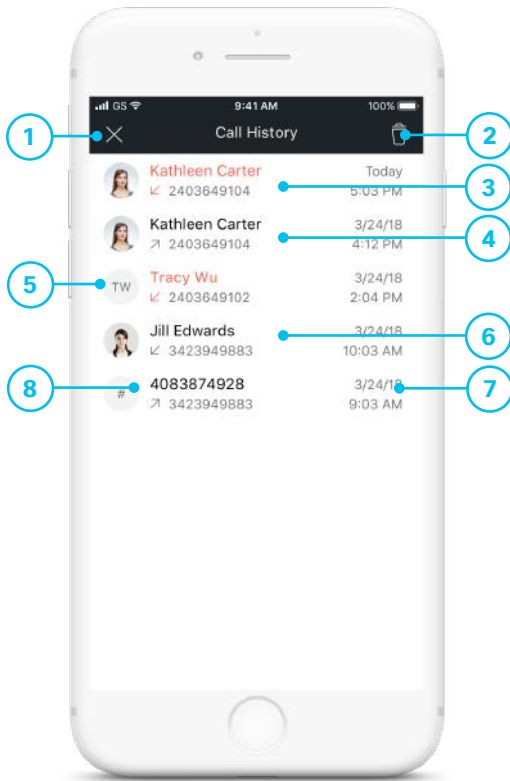 GS 9:41 AM 100%
Call History
1
2
Kathleen Carter Today
2403649104 5:03 PM
3
Kathleen Carter 3/24/18
2403649104 4:12 PM
4
5
TW Tracy Wu 3/24/18
2403649102 2:04 PM
Jill Edwards 3/24/18
3423949883 10:03 AM
6
8
# 4083874928 3/24/18
3423949883 9:03 AM
7